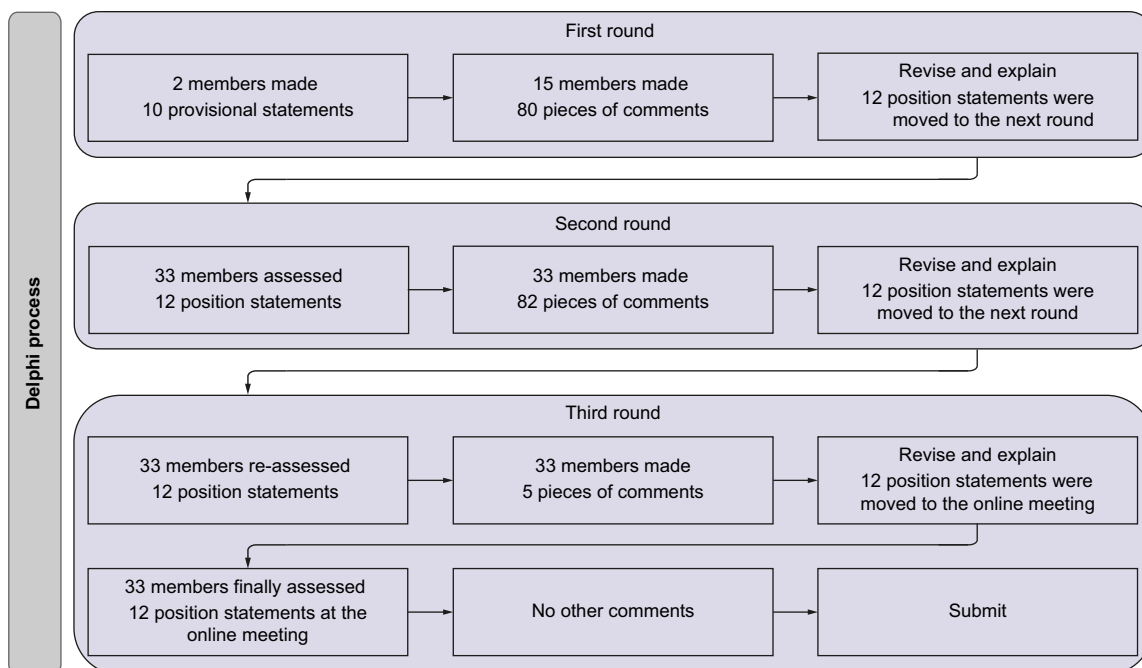 Delphi process
First round
2 members made
10 provisional statements
15 members made
80 pieces of comments
Revise and explain
12 position statements were
moved to the next round
Second round
33 members assessed
12 position statements
33 members made
82 pieces of comments
Revise and explain
12 position statements were
moved to the next round
Third round
33 members re-assessed
12 position statements
33 members made
5 pieces of comments
Revise and explain
12 position statements were
moved to the online meeting
33 members finally assessed
12 position statements at the
online meeting
No other comments
Submit